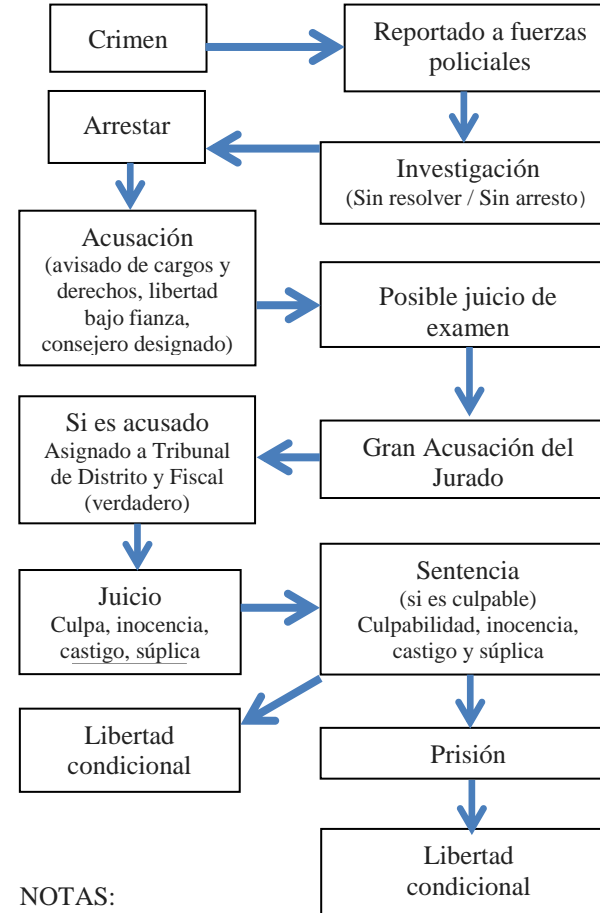 Crimen
Reportado a fuerzas
policiales
Arrestar
Investigación
(Sin resolver / Sin arresto)
Acusación
(avisado de cargos y
derechos, libertad
bajo fianza,
consejero designado)
Posible juicio de
examen
Gran Acusación del
Jurado
Si es acusado
Asignado a Tribunal
de Distrito y Fiscal
(verdadero)
Juicio
Culpa, inocencia,
castigo, súplica
Sentencia
(si es culpable)
Culpabilidad, inocencia,
castigo y súplica
Libertad
condicional
Prisión
Libertad
condicional
NOTAS: